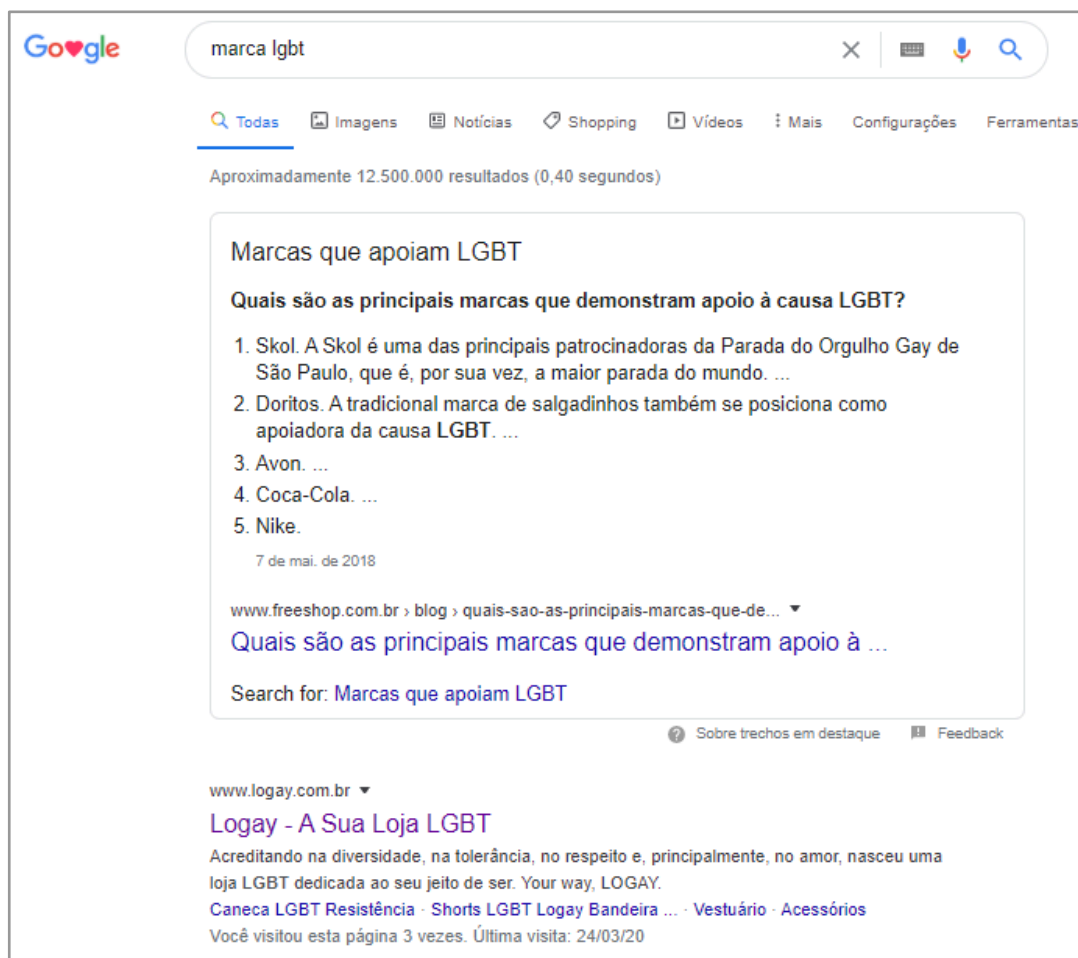 Go♥gle
marca lgbt
Todas Imagens Notícias Shopping Vídeos Mais Configurações Ferramentas
Aproximadamente 12.500.000 resultados (0,40 segundos)
Marcas que apoiam LGBT
Quais são as principais marcas que demonstram apoio à causa LGBT?
1. Skol. A Skol é uma das principais patrocinadoras da Parada do Orgulho Gay de
São Paulo, que é, por sua vez, a maior parada do mundo. ...
2. Doritos. A tradicional marca de salgadinhos também se posiciona como
apoiadora da causa LGBT. ...
3. Avon. ...
4. Coca-Cola. ...
5. Nike.
7 de mai. de 2018
www.freeshop.com.br › blog › quais-sao-as-principais-marcas-que-de... ▼
Quais são as principais marcas que demonstram apoio à ...
Search for: Marcas que apoiam LGBT
Sobre trechos em destaque Feedback
www.logay.com.br ▼
Logay - A Sua Loja LGBT
Acreditando na diversidade, na tolerância, no respeito e, principalmente, no amor, nasceu uma
loja LGBT dedicada ao seu jeito de ser. Your way, LOGAY.
Caneca LGBT Resistência · Shorts LGBT Logay Bandeira ... · Vestuário · Acessórios
Você visitou esta página 3 vezes. Última visita: 24/03/20